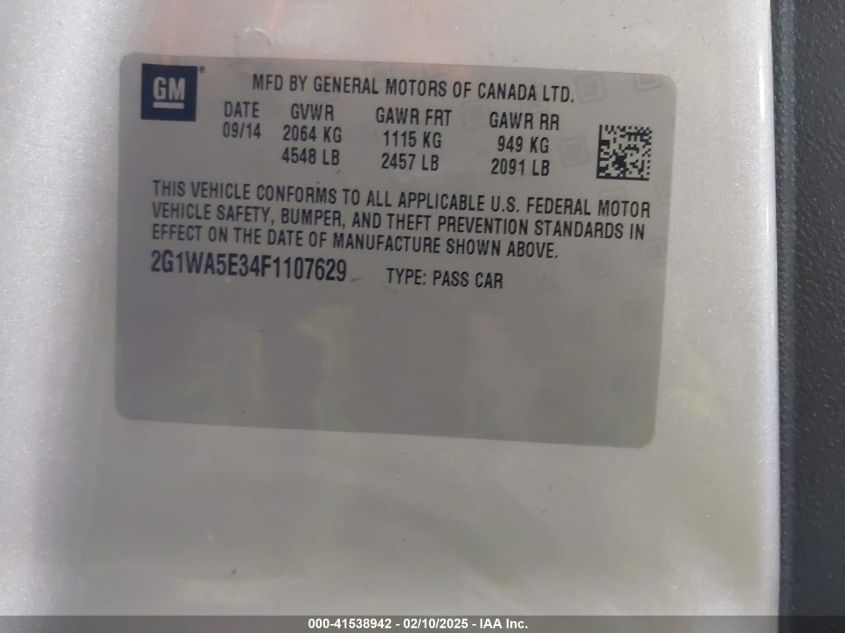 GM
MFD BY GENERAL MOTORS OF CANADA LTD.
DATE GVWR GAWR FRT GAWR RR
09/14 2064 KG 1115 KG 949 KG
4548 LB 2457 LB 2091 LB
THIS VEHICLE CONFORMS TO ALL APPLICABLE U.S. FEDERAL MOTOR
VEHICLE SAFETY, BUMPER, AND THEFT PREVENTION STANDARDS IN
EFFECT ON THE DATE OF MANUFACTURE SHOWN ABOVE.
2G1WA5E34F1107629 TYPE: PASS CAR
000-41538942 - 02/10/2025 - IAA Inc.